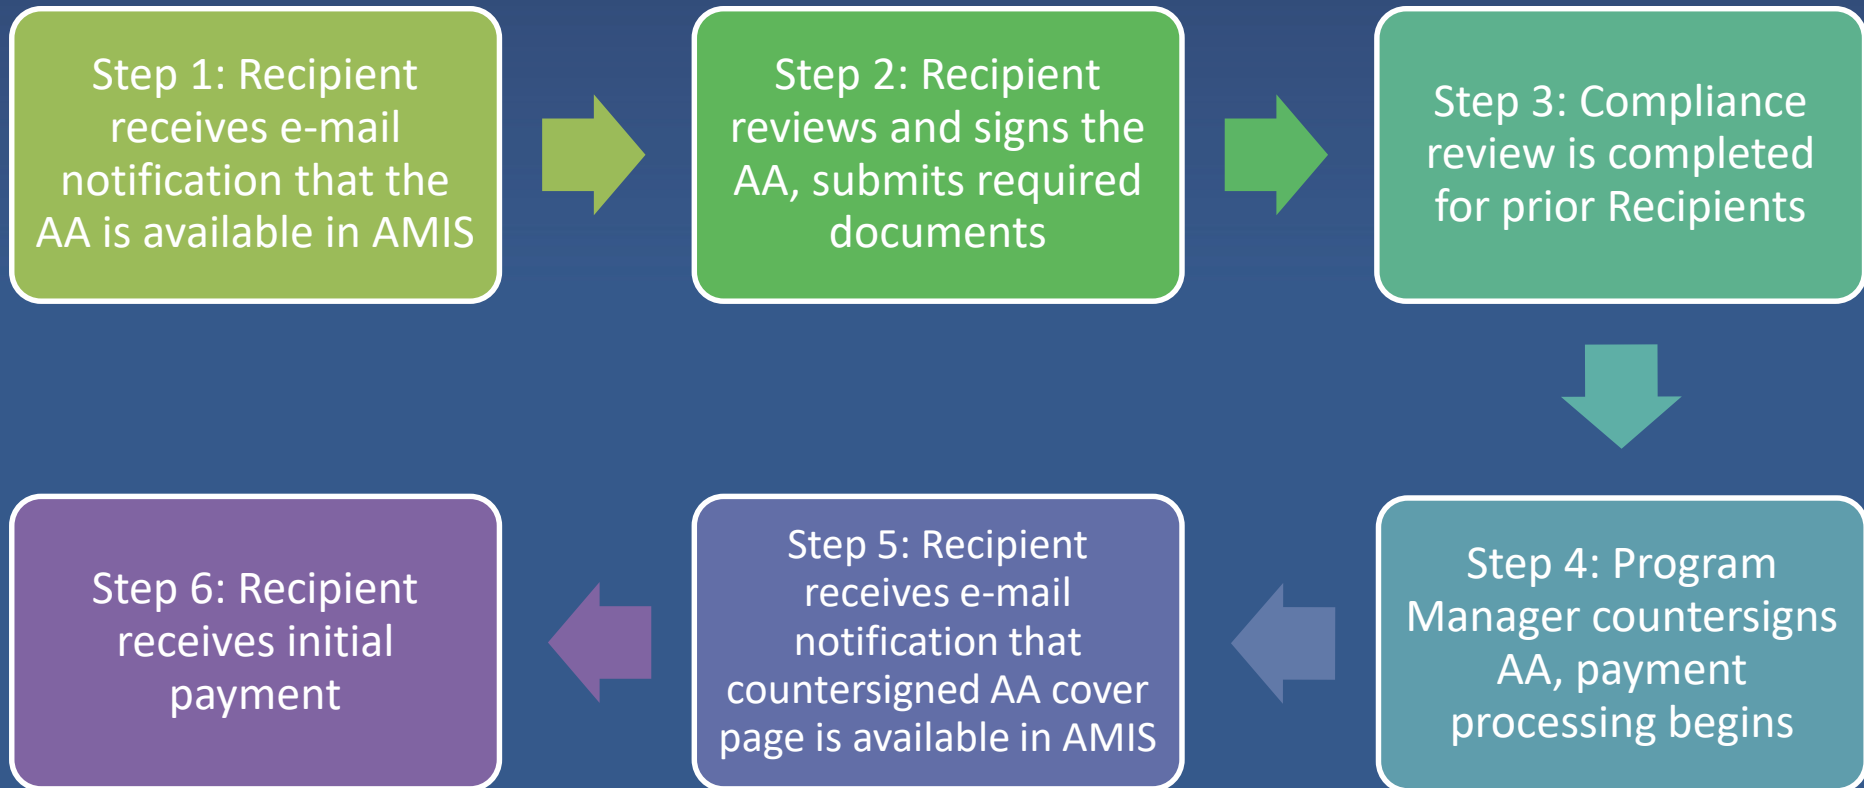 Step 1: Recipient
receives e-mail
notification that the
AA is available in AMIS
Step 2: Recipient
reviews and signs the
AA, submits required
documents
Step 3: Compliance
review is completed
for prior Recipients
Step 4: Program
Manager countersigns
AA, payment
processing begins
Step 5: Recipient
receives e-mail
notification that
countersigned AA cover
page is available in AMIS
Step 6: Recipient
receives initial
payment